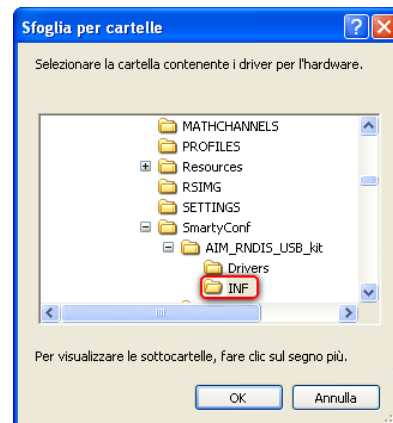 Sfoglia per cartelle
Selezionare la cartella contenente i driver per l'hardware.
MATHCHANNELS
PROFILES
Resources
RSIMG
SETTINGS
SmartyConf
AIM_RNDIS_USB_kit
Drivers
INF
Per visualizzare le sottocartelle, fare clic sul segno più.
OK Annulla